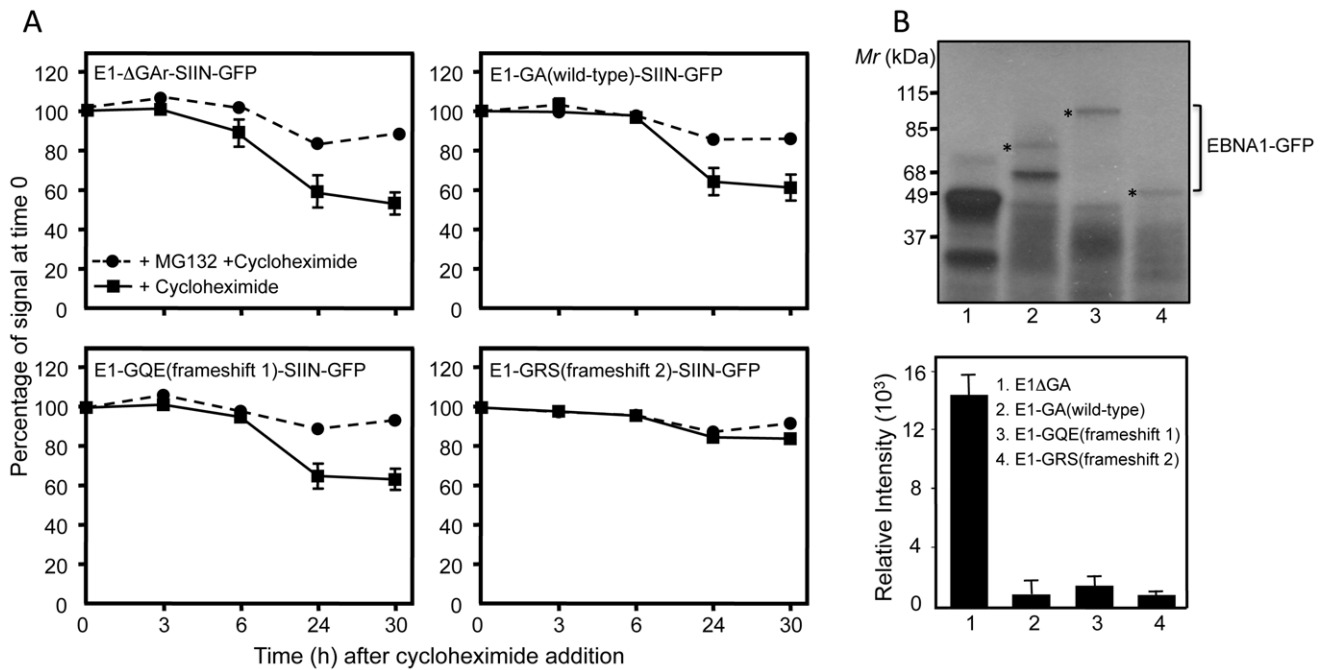 A
B
Percentage of signal at time 0
E1-ΔGAr-SIIN-GFP
120
100
80
60
40
20
0
+ MG132 +Cycloheximide
+ Cycloheximide
E1-GA(wild-type)-SIIN-GFP
120
100
80
60
40
20
0
E1-GQE(frameshift 1)-SIIN-GFP
120
100
80
60
40
20
0
0 3 6 24 30
E1-GRS(frameshift 2)-SIIN-GFP
120
100
80
60
40
20
0
0 3 6 24 30
Time (h) after cycloheximide addition
Mr (kDa)
115
85
68
49
37
*
*
*
EBNA1-GFP
1 2 3 4
Relative Intensity (10³)
16
12
8
4
0
1. E1ΔGA
2. E1-GA(wild-type)
3. E1-GQE(frameshift 1)
4. E1-GRS(frameshift 2)
1 2 3 4